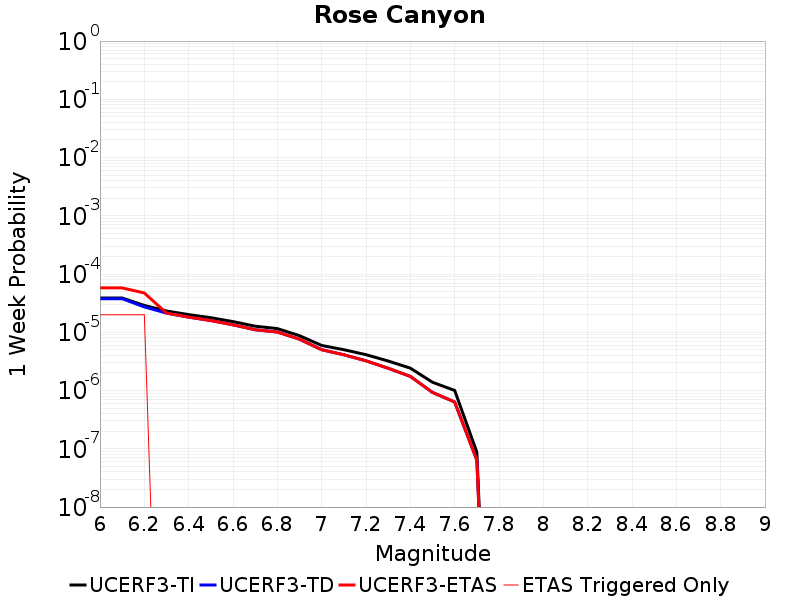 Rose Canyon
1 Week Probability
10^0
10^-1
10^-2
10^-3
10^-4
10^-5
10^-6
10^-7
10^-8
6 6.2 6.4 6.6 6.8 7 7.2 7.4 7.6 7.8 8 8.2 8.4 8.6 8.8 9
Magnitude
UCERF3-TI UCERF3-TD UCERF3-ETAS ETAS Triggered Only